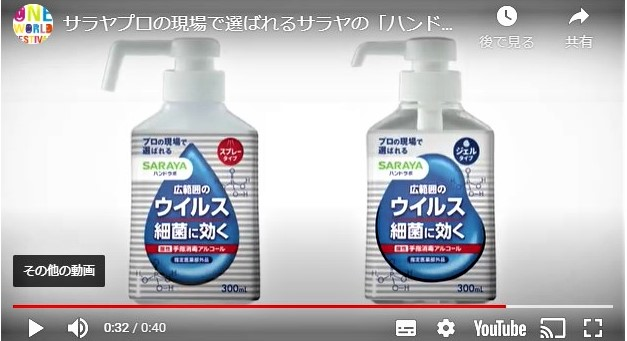 ONE
WORLD
FESTIVAL
サラヤプロの現場で選ばれるサラヤの「ハンド...
後で見る
共有
プロの現場で
選ばれる
スプレー
タイプ
SARAYA
ハンドラボ
広範囲の
ウイルス
細菌に効く
酸性 手指消毒アルコール
指定医薬部外品
300mL
プロの現場で
選ばれる
ジェル
タイプ
SARAYA
ハンドラボ
広範囲の
ウイルス
細菌に効く
酸性 手指消毒アルコール
指定医薬部外品
300mL
その他の動画
0:32 / 0:40
YouTube